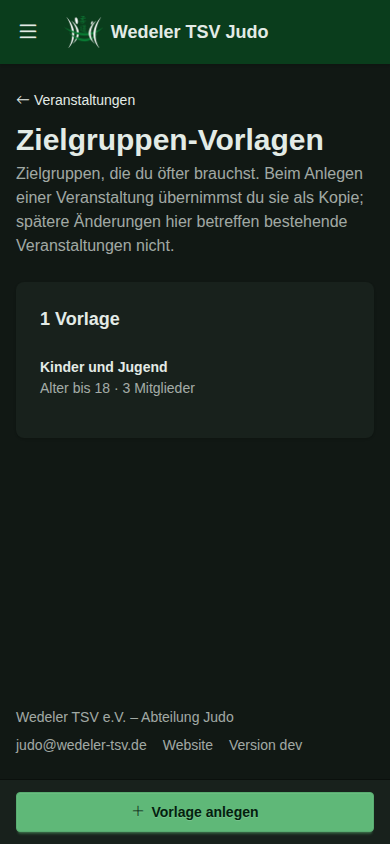 Wedeler TSV Judo
← Veranstaltungen
Zielgruppen-Vorlagen
Zielgruppen, die du öfter brauchst. Beim Anlegen
einer Veranstaltung übernimmst du sie als Kopie;
spätere Änderungen hier betreffen bestehende
Veranstaltungen nicht.
1 Vorlage
Kinder und Jugend
Alter bis 18 · 3 Mitglieder
Wedeler TSV e.V. – Abteilung Judo
judo@wedeler-tsv.de Website Version dev
+ Vorlage anlegen